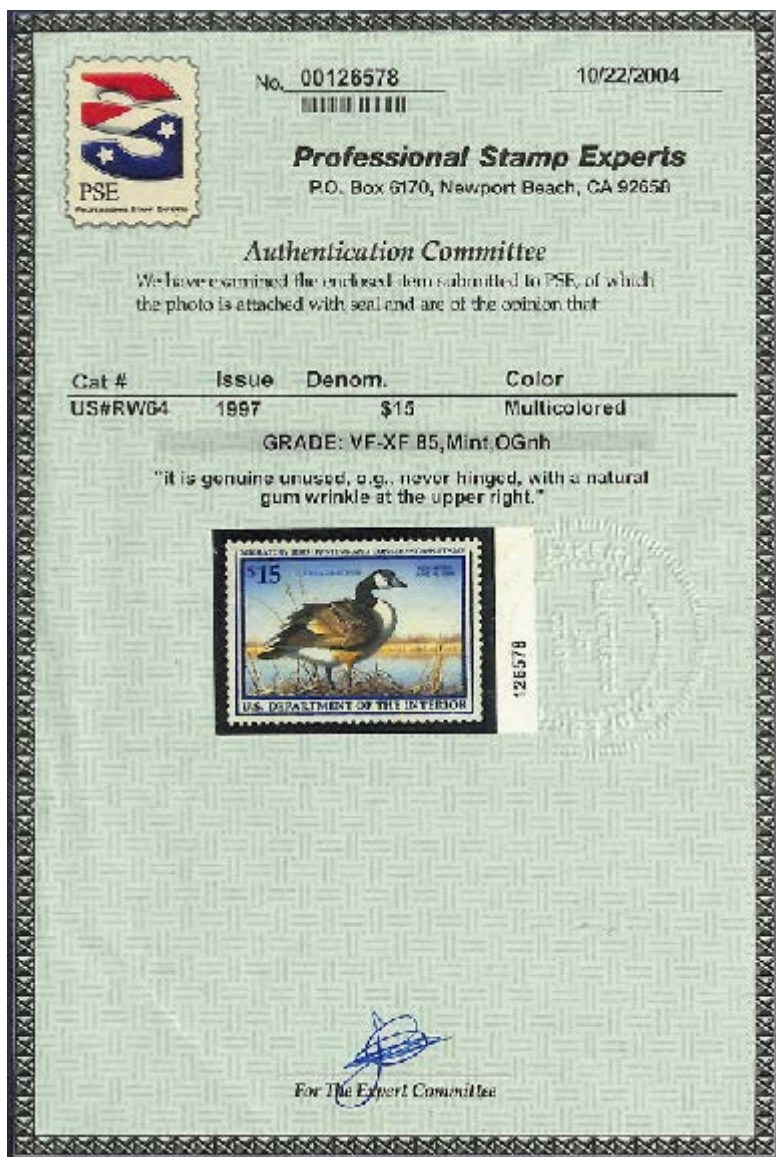 No. 00126578
10/22/2004
PSE
Professional Stamp Experts
Professional Stamp Experts
P.O. Box 6170, Newport Beach, CA 92658
Authentication Committee
We have examined the enclosed item submitted to PSE, of which
the photo is attached with seal and are of the opinion that
Cat # Issue Denom. Color
US#RW64 1997 $15 Multicolored
GRADE: VF-XF 85,Mint,OGnh
"it is genuine unused, o.g., never hinged, with a natural
gum wrinkle at the upper right."
$15
U.S. DEPARTMENT OF THE INTERIOR
126578
For The Expert Committee